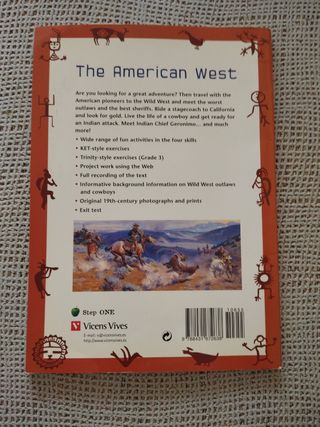 The American West
Are you looking for a great adventure? Then travel with the
American pioneers to the Wild West and meet the worst
outlaws and the best sheriffs. Ride a stagecoach to California
and look for gold. Live the life of a cowboy and get ready for
an Indian attack. Meet Indian Chief Geronimo... and much
more!
• Wide range of fun activities in the four skills
• KET-style exercises
• Trinity-style exercises (Grade 3)
• Project work using the Web
• Full recording of the text
• Informative background information on Wild West outlaws
and cowboys
• Original 19th-century photographs and prints
• Exit test
Step ONE
Vicens Vives